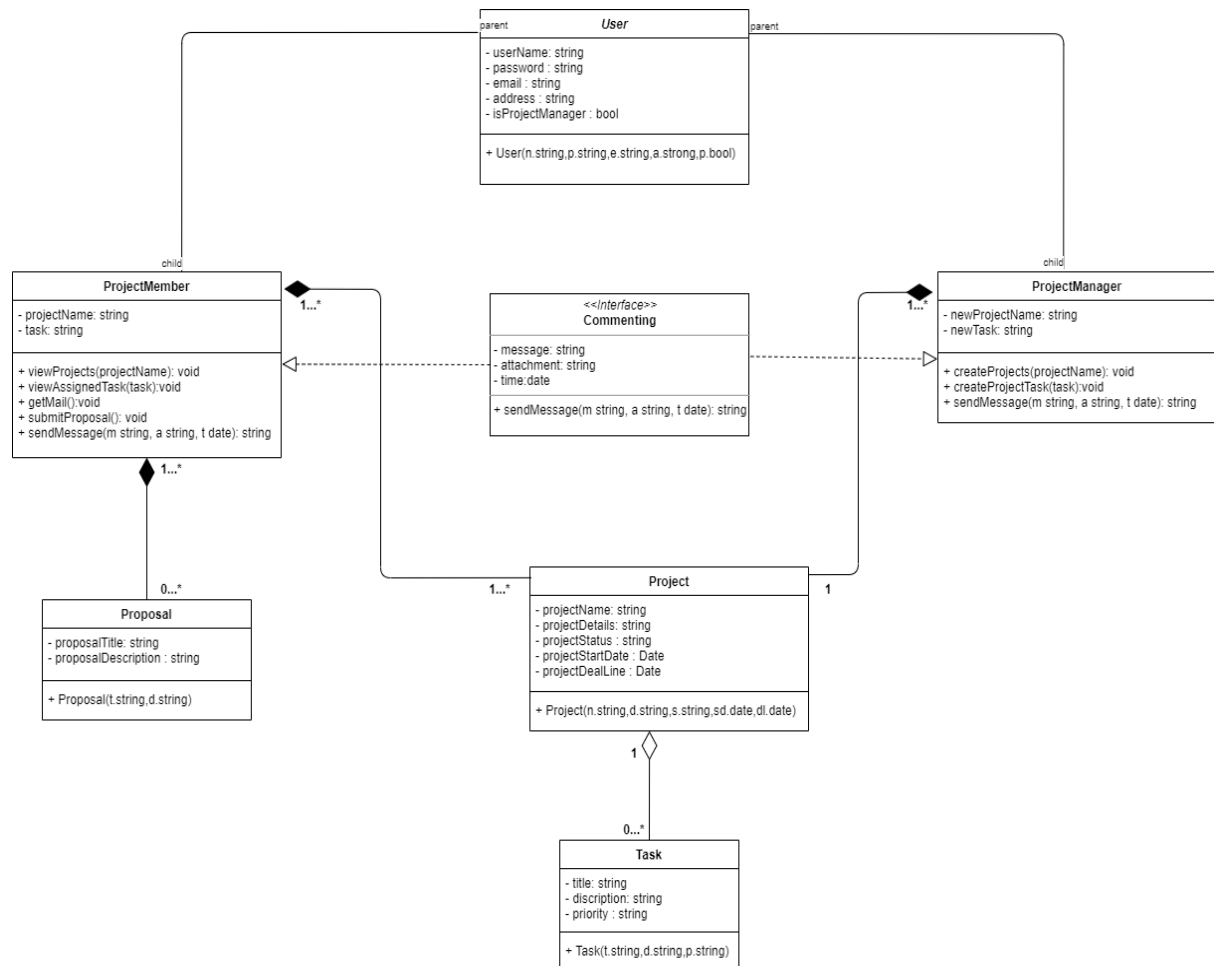 User
parent
parent
- userName: string
- password : string
- email : string
- address : string
- isProjectManager : bool
+ User(n.string,p.string,e.string,a.strong,p.bool)
child
child
ProjectMember
- projectName: string
- task: string
+ viewProjects(projectName): void
+ viewAssignedTask(task):void
+ getMail():void
+ submitProposal(): void
+ sendMessage(m string, a string, t date): string
1...*
<<Interface>>
Commenting
- message: string
- attachment: string
- time:date
+ sendMessage(m string, a string, t date): string
1...*
ProjectManager
- newProjectName: string
- newTask: string
+ createProjects(projectName): void
+ createProjectTask(task):void
+ sendMessage(m string, a string, t date): string
1...*
0...*
Proposal
- proposalTitle: string
- proposalDescription : string
+ Proposal(t.string,d.string)
1...*
1
Project
- projectName: string
- projectDetails: string
- projectStatus : string
- projectStartDate : Date
- projectDealLine : Date
+ Project(n.string,d.string,s.string,sd.date,dl.date)
1
0...*
Task
- title: string
- discription: string
- priority : string
+ Task(t.string,d.string,p.string)